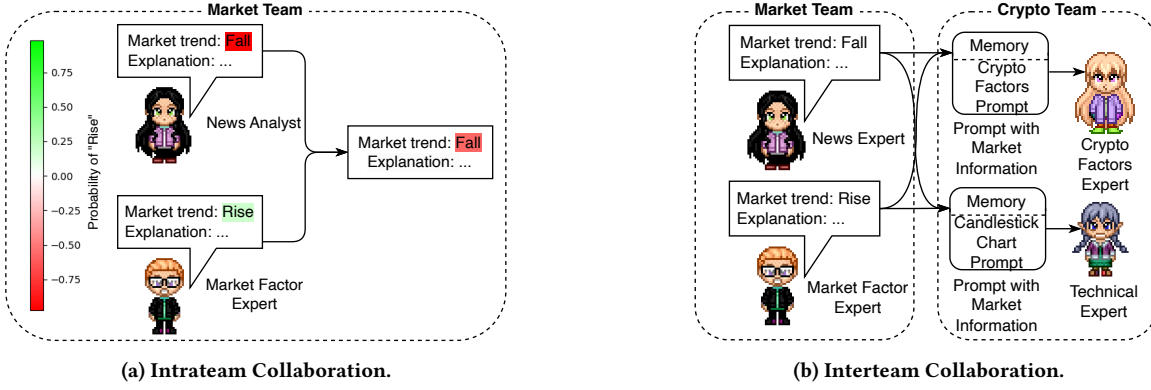 Market Team
0.75
0.50
0.25
0.00
−0.25
−0.50
−0.75
Probability of "Rise"
Market trend: Fall
Explanation: ...
News Analyst
Market trend: Rise
Explanation: ...
Market Factor
Expert
Market trend: Fall
Explanation: ...
(a) Intrateam Collaboration.
Market Team
Market trend: Fall
Explanation: ...
News Expert
Market trend: Rise
Explanation: ...
Market Factor
Expert
Crypto Team
Memory
Crypto
Factors
Prompt
Prompt with
Market
Information
Crypto
Factors
Expert
Memory
Candlestick
Chart
Prompt
Prompt with
Market
Information
Technical
Expert
(b) Interteam Collaboration.